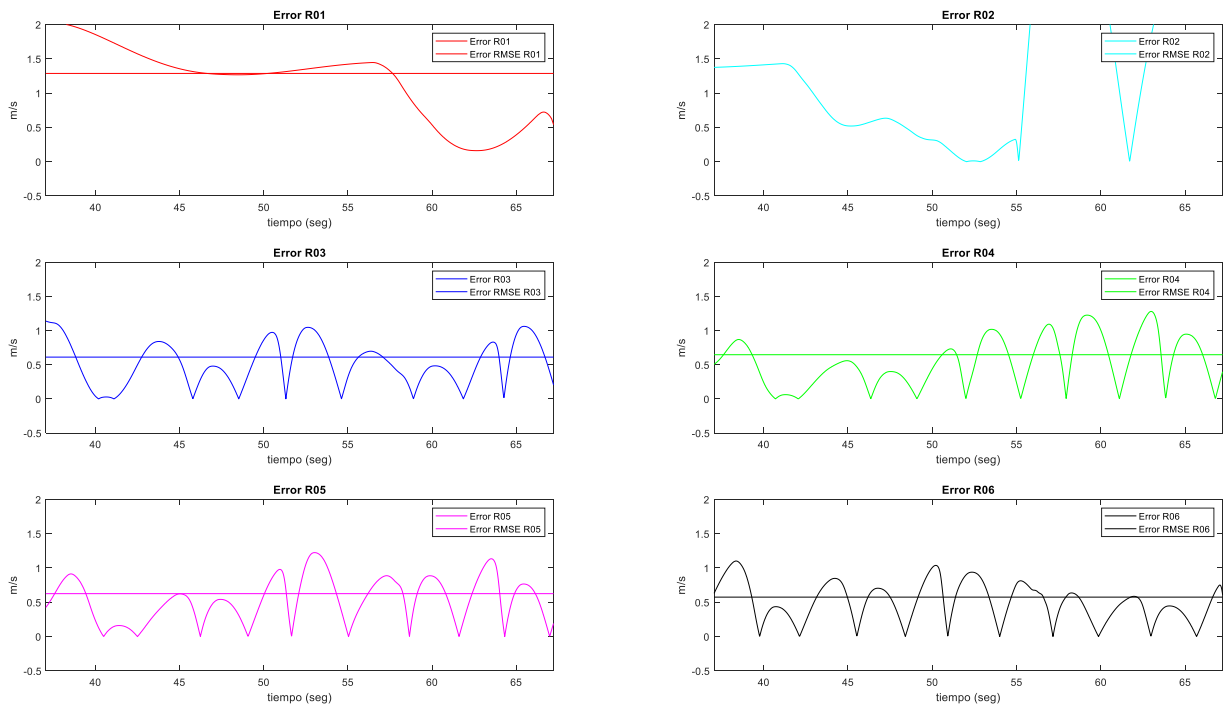 Error R01
2
1.5
1
0.5
0
-0.5
m/s
40 45 50 55 60 65
tiempo (seg)
Error R01
Error RMSE R01
Error R02
2
1.5
1
0.5
0
-0.5
m/s
40 45 50 55 60 65
tiempo (seg)
Error R02
Error RMSE R02
Error R03
2
1.5
1
0.5
0
-0.5
m/s
40 45 50 55 60 65
tiempo (seg)
Error R03
Error RMSE R03
Error R04
2
1.5
1
0.5
0
-0.5
m/s
40 45 50 55 60 65
tiempo (seg)
Error R04
Error RMSE R04
Error R05
2
1.5
1
0.5
0
-0.5
m/s
40 45 50 55 60 65
tiempo (seg)
Error R05
Error RMSE R05
Error R06
2
1.5
1
0.5
0
-0.5
m/s
40 45 50 55 60 65
tiempo (seg)
Error R06
Error RMSE R06